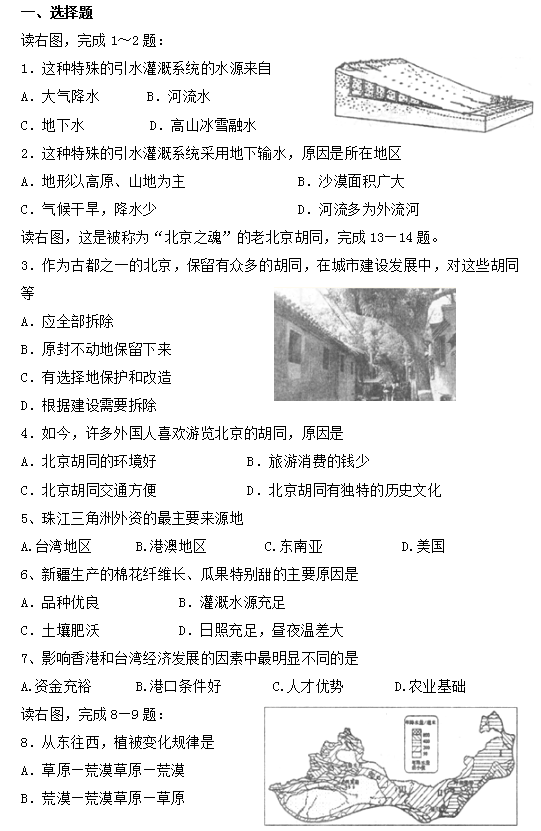 一、选择题
读右图，完成1～2题：
1．这种特殊的引水灌溉系统的水源来自
A．大气降水 B．河流水
C．地下水 D．高山冰雪融水
2．这种特殊的引水灌溉系统采用地下输水，原因是所在地区
A．地形以高原、山地为主 B．沙漠面积广大
C．气候干旱，降水少 D．河流多为外流河
读右图，这是被称为“北京之魂”的老北京胡同，完成13—14题。
3．作为古都之一的北京，保留有众多的胡同，在城市建设发展中，对这些胡同
等
A．应全部拆除
B．原封不动地保留下来
C．有选择地保护和改造
D．根据建设需要拆除
4．如今，许多外国人喜欢游览北京的胡同，原因是
A．北京胡同的环境好 B．旅游消费的钱少
C．北京胡同交通方便 D．北京胡同有独特的历史文化
5、珠江三角洲外资的最主要来源地
A.台湾地区 B.港澳地区 C.东南亚 D.美国
6、新疆生产的棉花纤维长、瓜果特别甜的主要原因是
A．品种优良 B．灌溉水源充足
C．土壤肥沃 D．日照充足，昼夜温差大
7、影响香港和台湾经济发展的因素中最明显不同的是
A.资金充裕 B.港口条件好 C.人才优势 D.农业基础
读右图，完成8—9题：
8．从东往西，植被变化规律是
A．草原—荒漠草原—荒漠
B．荒漠—荒漠草原—草原